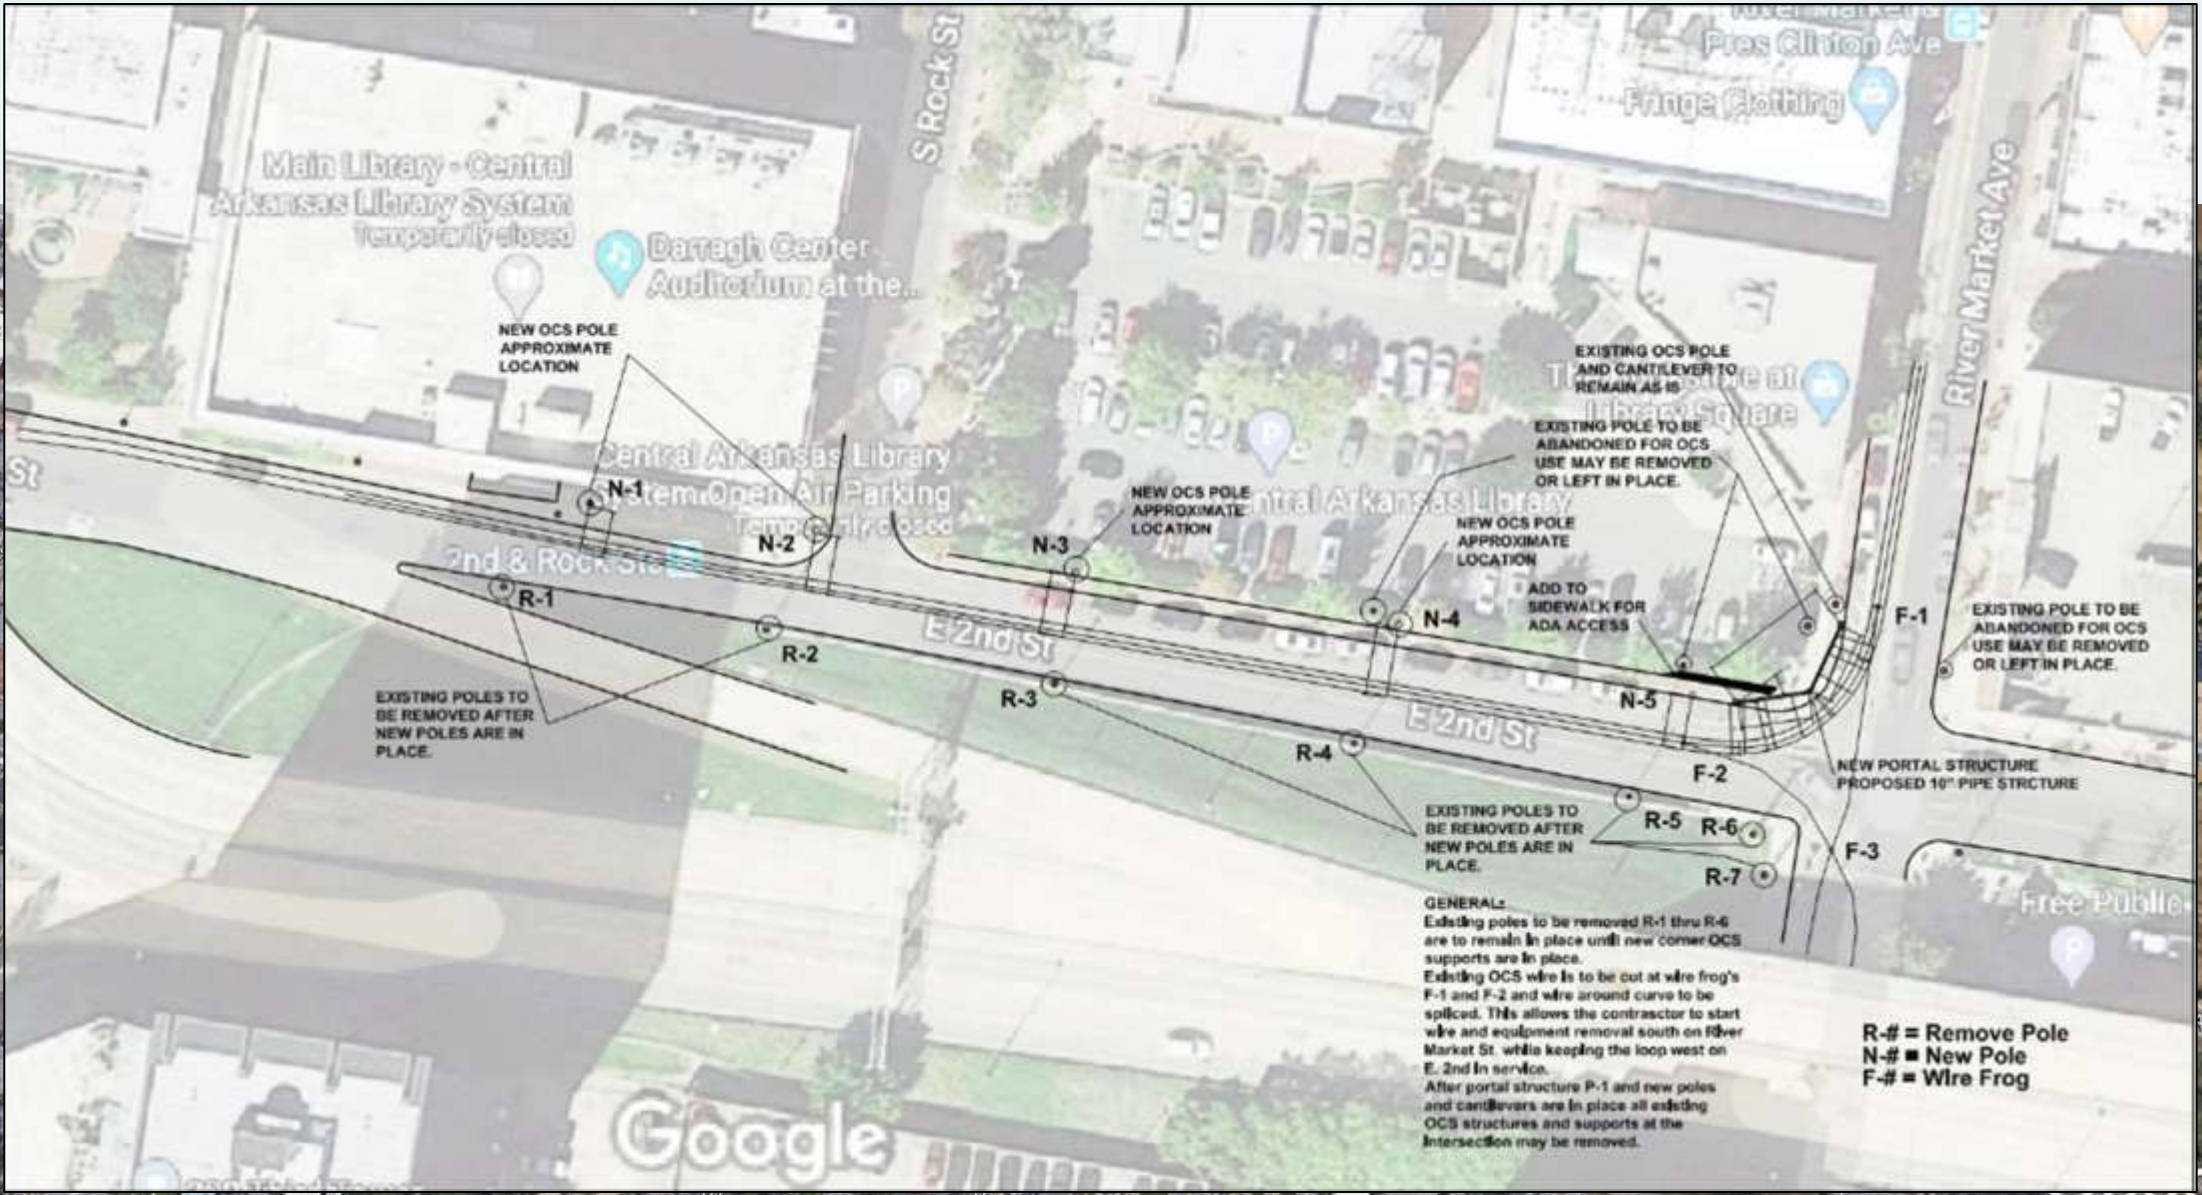 River Market &
Pres Clinton Ave
Fringe Clothing
S Rock St
River Market Ave
Main Library - Central
Arkansas Library System
Temporarily closed
Darragh Center
Auditorium at the...
NEW OCS POLE
APPROXIMATE
LOCATION
EXISTING OCS POLE
AND CANTILEVER TO
REMAIN AS IS
at
Library Square
EXISTING POLE TO BE
ABANDONED FOR OCS
USE MAY BE REMOVED
OR LEFT IN PLACE.
Central Arkansas Library
System Open Air Parking
Temporarily closed
St
N-1
N-2
2nd & Rock Sts
NEW OCS POLE
APPROXIMATE
LOCATION
Central Arkansas Library
N-3
NEW OCS POLE
APPROXIMATE
LOCATION
N-4
ADD TO
SIDEWALK FOR
ADA ACCESS
F-1
EXISTING POLE TO BE
ABANDONED FOR OCS
USE MAY BE REMOVED
OR LEFT IN PLACE.
R-1
R-2
E 2nd St
R-3
N-5
E 2nd St
R-4
F-2
EXISTING POLES TO
BE REMOVED AFTER
NEW POLES ARE IN
PLACE.
NEW PORTAL STRUCTURE
PROPOSED 10" PIPE STRCTURE
EXISTING POLES TO
BE REMOVED AFTER
NEW POLES ARE IN
PLACE.
R-5
R-6
F-3
R-7
Free Public
GENERAL:
Existing poles to be removed R-1 thru R-6
are to remain in place until new corner OCS
supports are in place.
Existing OCS wire is to be cut at wire frog's
F-1 and F-2 and wire around curve to be
spliced. This allows the contrasctor to start
wire and equipment removal south on River
Market St. while keeping the loop west on
E. 2nd in service.
After portal structure P-1 and new poles
and cantilevers are in place all existing
OCS structures and supports at the
intersection may be removed.
R-# = Remove Pole
N-# = New Pole
F-# = Wire Frog
Google